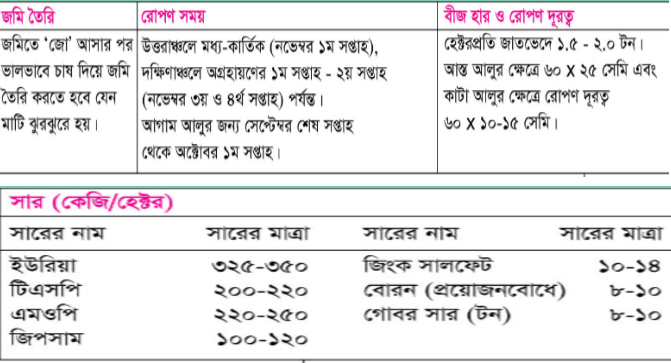 জমি তৈরি
জমিতে ‘জো’ আসার পর
ভালভাবে চাষ দিয়ে জমি
তৈরি করতে হবে যেন
মাটি ঝুরঝুরে হয়।
রোপণ সময়
উত্তরাঞ্চলে মধ্য-কার্তিক (নভেম্বর ১ম সপ্তাহ),
দক্ষিণাঞ্চলে অগ্রহায়ণের ১ম সপ্তাহ - ২য় সপ্তাহ
(নভেম্বর ৩য় ও ৪র্থ সপ্তাহ) পর্যন্ত।
আগাম আলুর জন্য সেপ্টেম্বর শেষ সপ্তাহ
থেকে অক্টোবর ১ম সপ্তাহ।
বীজ হার ও রোপণ দূরত্ব
হেক্টরপ্রতি জাতভেদে ১.৫ - ২.০ টন।
আস্ত আলুর ক্ষেত্রে ৬০ X ২৫ সেমি এবং
কাটা আলুর ক্ষেত্রে রোপণ দূরত্ব
৬০ X ১০-১৫ সেমি।
সার (কেজি/হেক্টর)
সারের নাম সারের মাত্রা সারের নাম সারের মাত্রা
ইউরিয়া ৩২৫-৩৫০ জিংক সালফেট ১০-১৪
টিএসপি ২০০-২২০ বোরন (প্রয়োজনবোধে) ৮-১০
এমওপি ২২০-২৫০ গোবর সার (টন) ৮-১০
জিপসাম ১০০-১২০